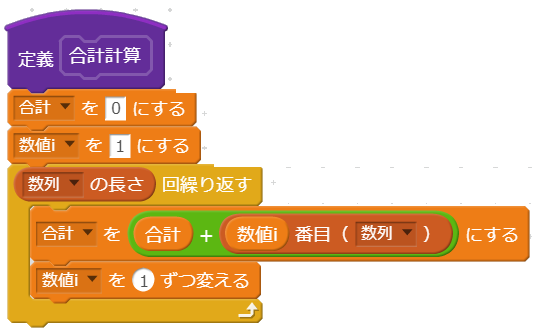 定義 合計計算
合計 を 0 にする
数値i を 1 にする
数列 の長さ 回繰り返す
合計 を 合計 + 数値i 番目 ( 数列 ) にする
数値i を 1 ずつ変える